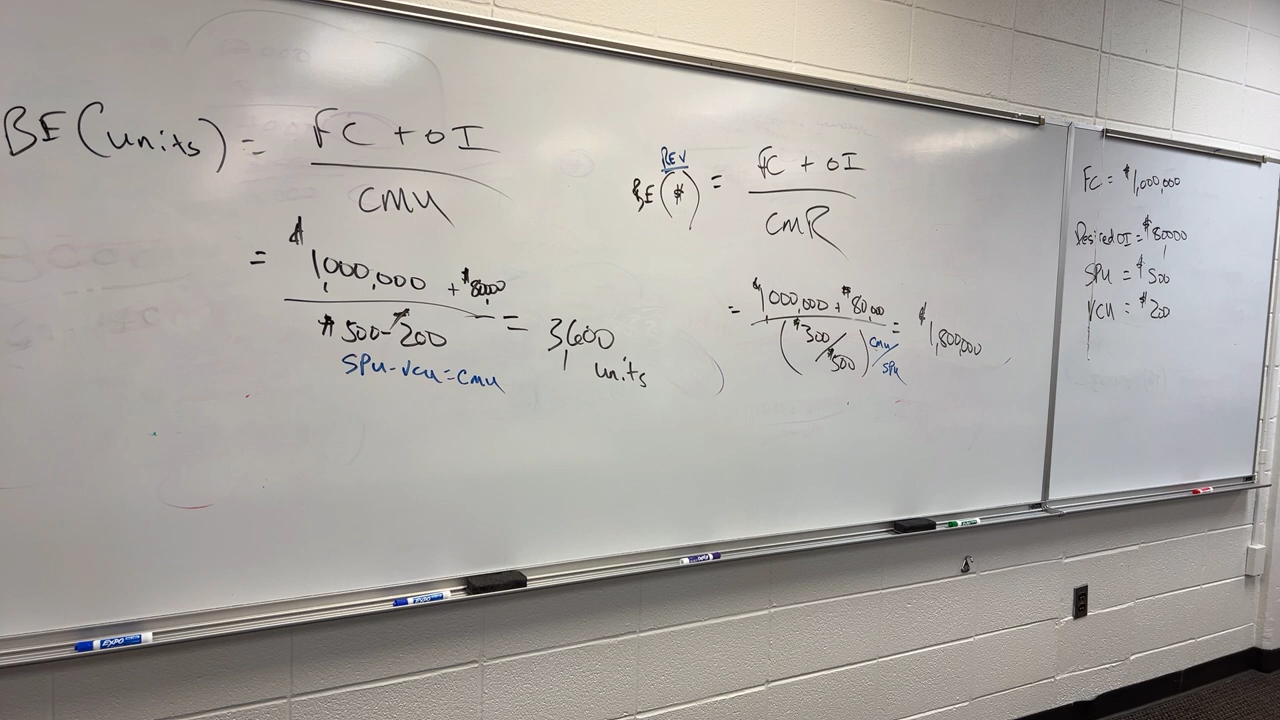 BE (units) = FC + OI
CMU
= $1,000,000 + $80,000
$500 - $200
= 3,600 units
SPU - VCU = CMU
REV
BE ($) = FC + OI
CMR
= $1,000,000 + $80,000
($300/$500) CMU/SPU
= $1,800,000
FC = $1,000,000
Desired OI = $80,000
SPU = $500
VCU = $200
EXPO
EXPO